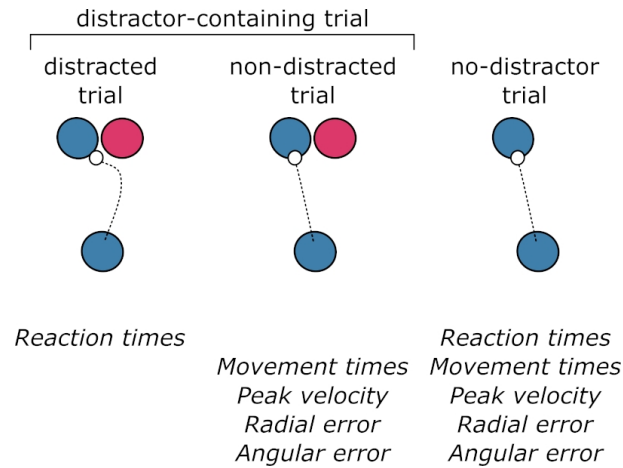 distractor-containing trial
distracted trial
non-distracted trial
no-distractor trial
Reaction times
Movement times
Peak velocity
Radial error
Angular error
Reaction times
Movement times
Peak velocity
Radial error
Angular error